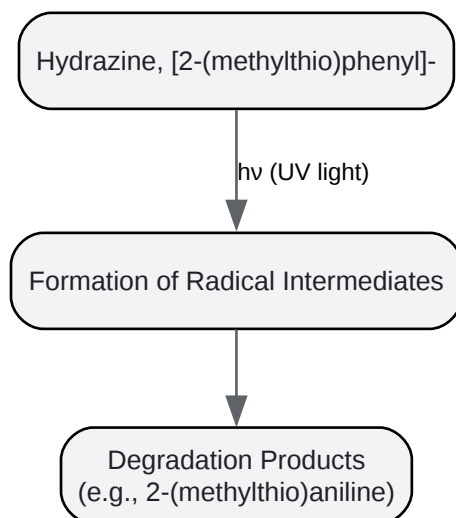 Hydrazine, [2-(methylthio)phenyl]-
hν (UV light)
Formation of Radical Intermediates
Degradation Products
(e.g., 2-(methylthio)aniline)